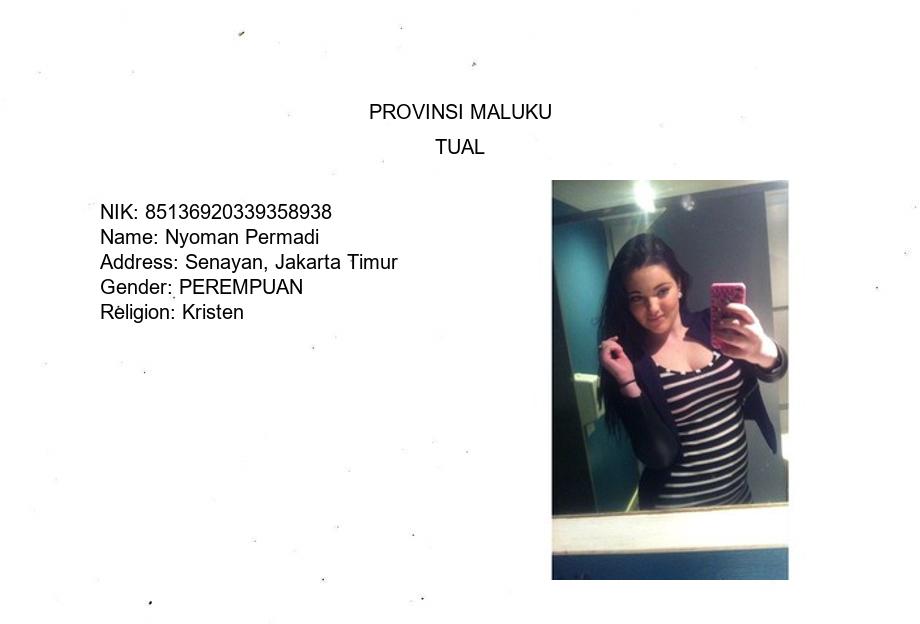 PROVINSI MALUKU
TUAL
NIK: 85136920339358938
Name: Nyoman Permadi
Address: Senayan, Jakarta Timur
Gender: PEREMPUAN
Religion: Kristen